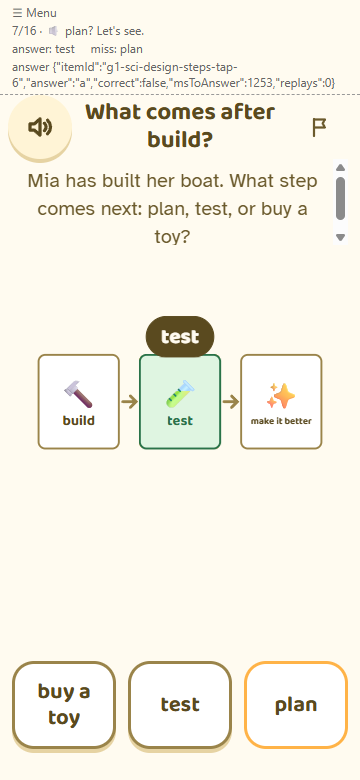 ☰ Menu
7/16 · 🔊 plan? Let's see.
answer: test miss: plan
answer {"itemId":"g1-sci-design-steps-tap-
6","answer":"a","correct":false,"msToAnswer":1253,"replays":0}
What comes after
build?
Mia has built her boat. What step
comes next: plan, test, or buy a
toy?
test
build
test
make it better
buy a
toy
test
plan